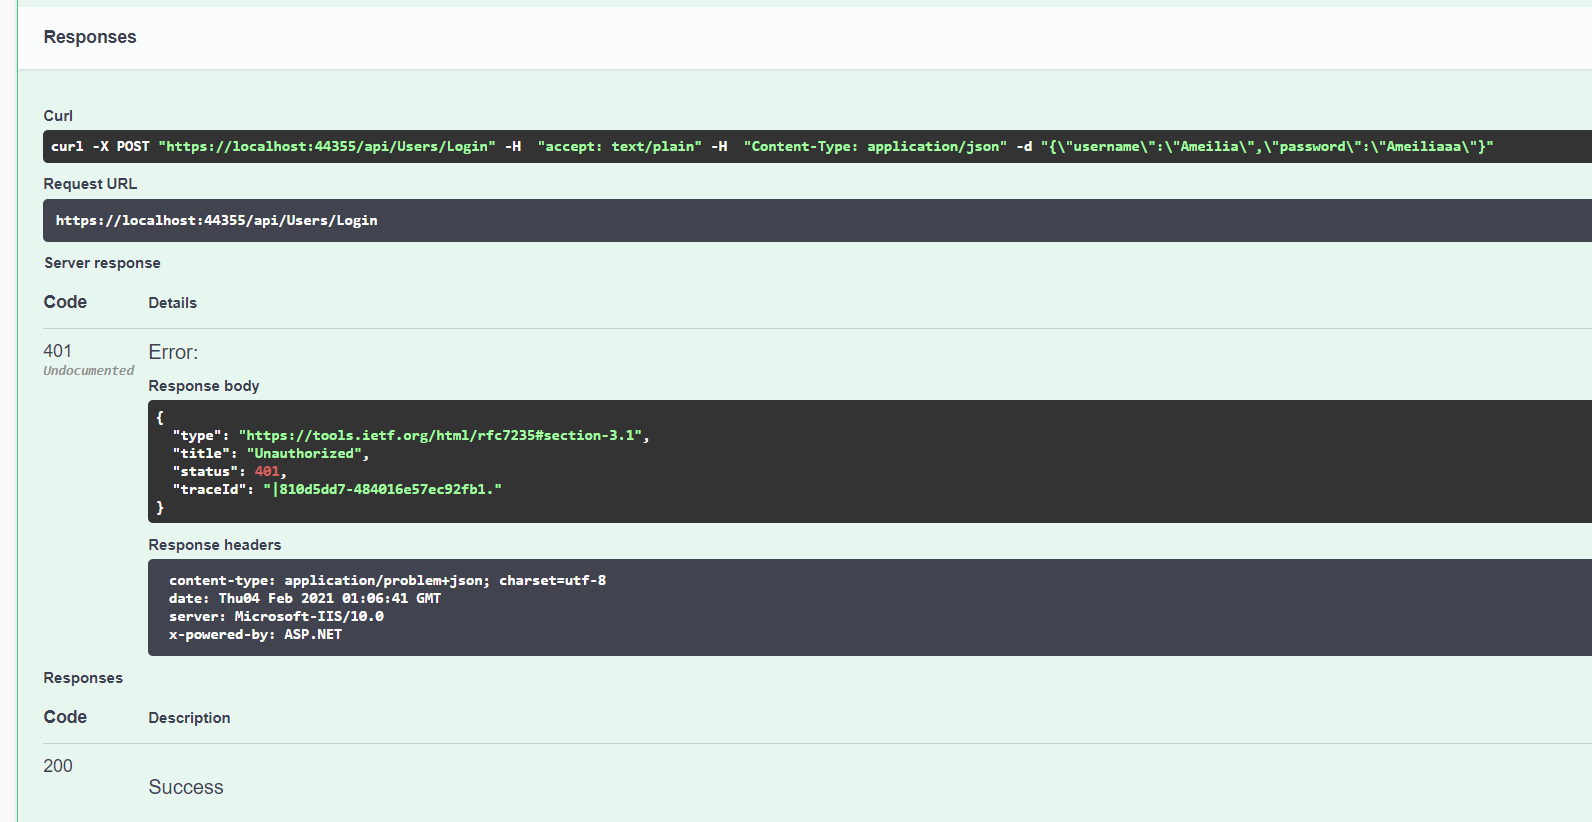 Responses
Curl
curl -X POST "https://localhost:44355/api/Users/Login" -H  "accept: text/plain" -H  "Content-Type: application/json" -d "{\"username\":\"Ameilia\",\"password\":\"Ameiliaaa\"}"
Request URL
https://localhost:44355/api/Users/Login
Server response
Code Details
401 Error:
Undocumented
Response body
{
"type": "https://tools.ietf.org/html/rfc7235#section-3.1",
"title": "Unauthorized",
"status": 401,
"traceId": "|810d5dd7-484016e57ec92fb1."
}
Response headers
content-type: application/problem+json; charset=utf-8
date: Thu04 Feb 2021 01:06:41 GMT
server: Microsoft-IIS/10.0
x-powered-by: ASP.NET
Responses
Code Description
200
Success